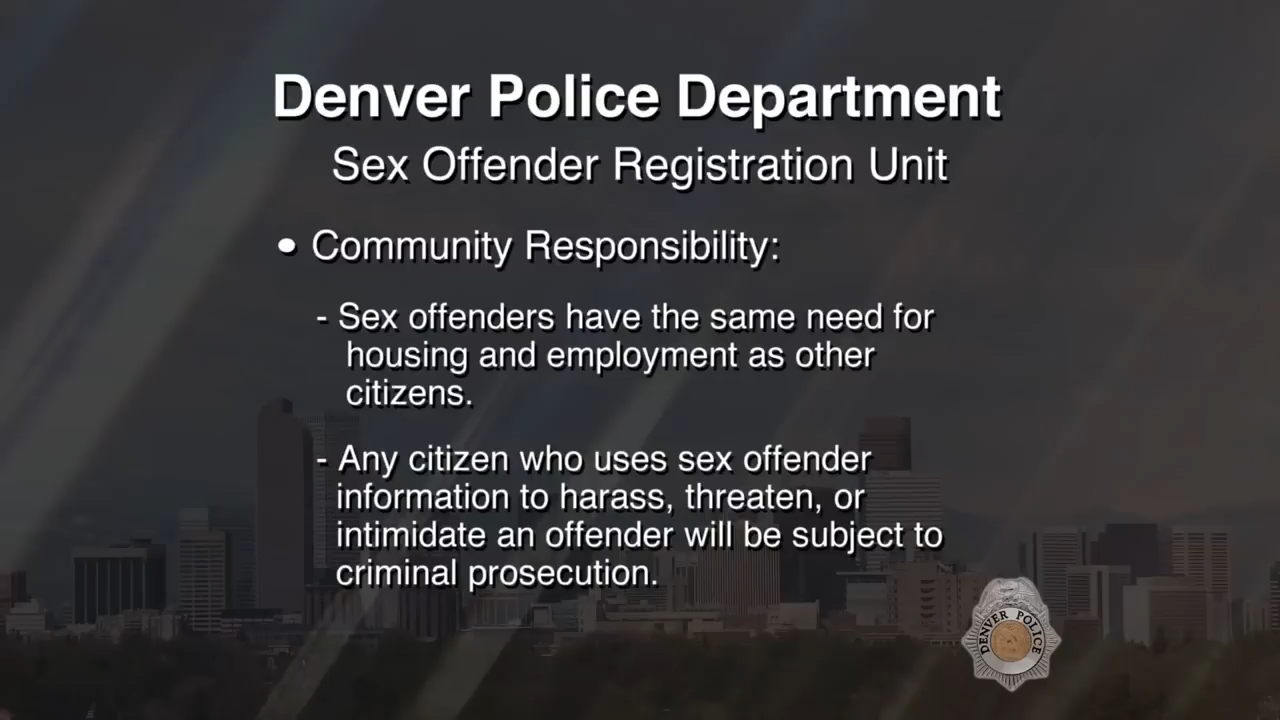 Denver Police Department
Sex Offender Registration Unit
• Community Responsibility:
- Sex offenders have the same need for
housing and employment as other
citizens.
- Any citizen who uses sex offender
information to harass, threaten, or
intimidate an offender will be subject to
criminal prosecution.
DENVER POLICE